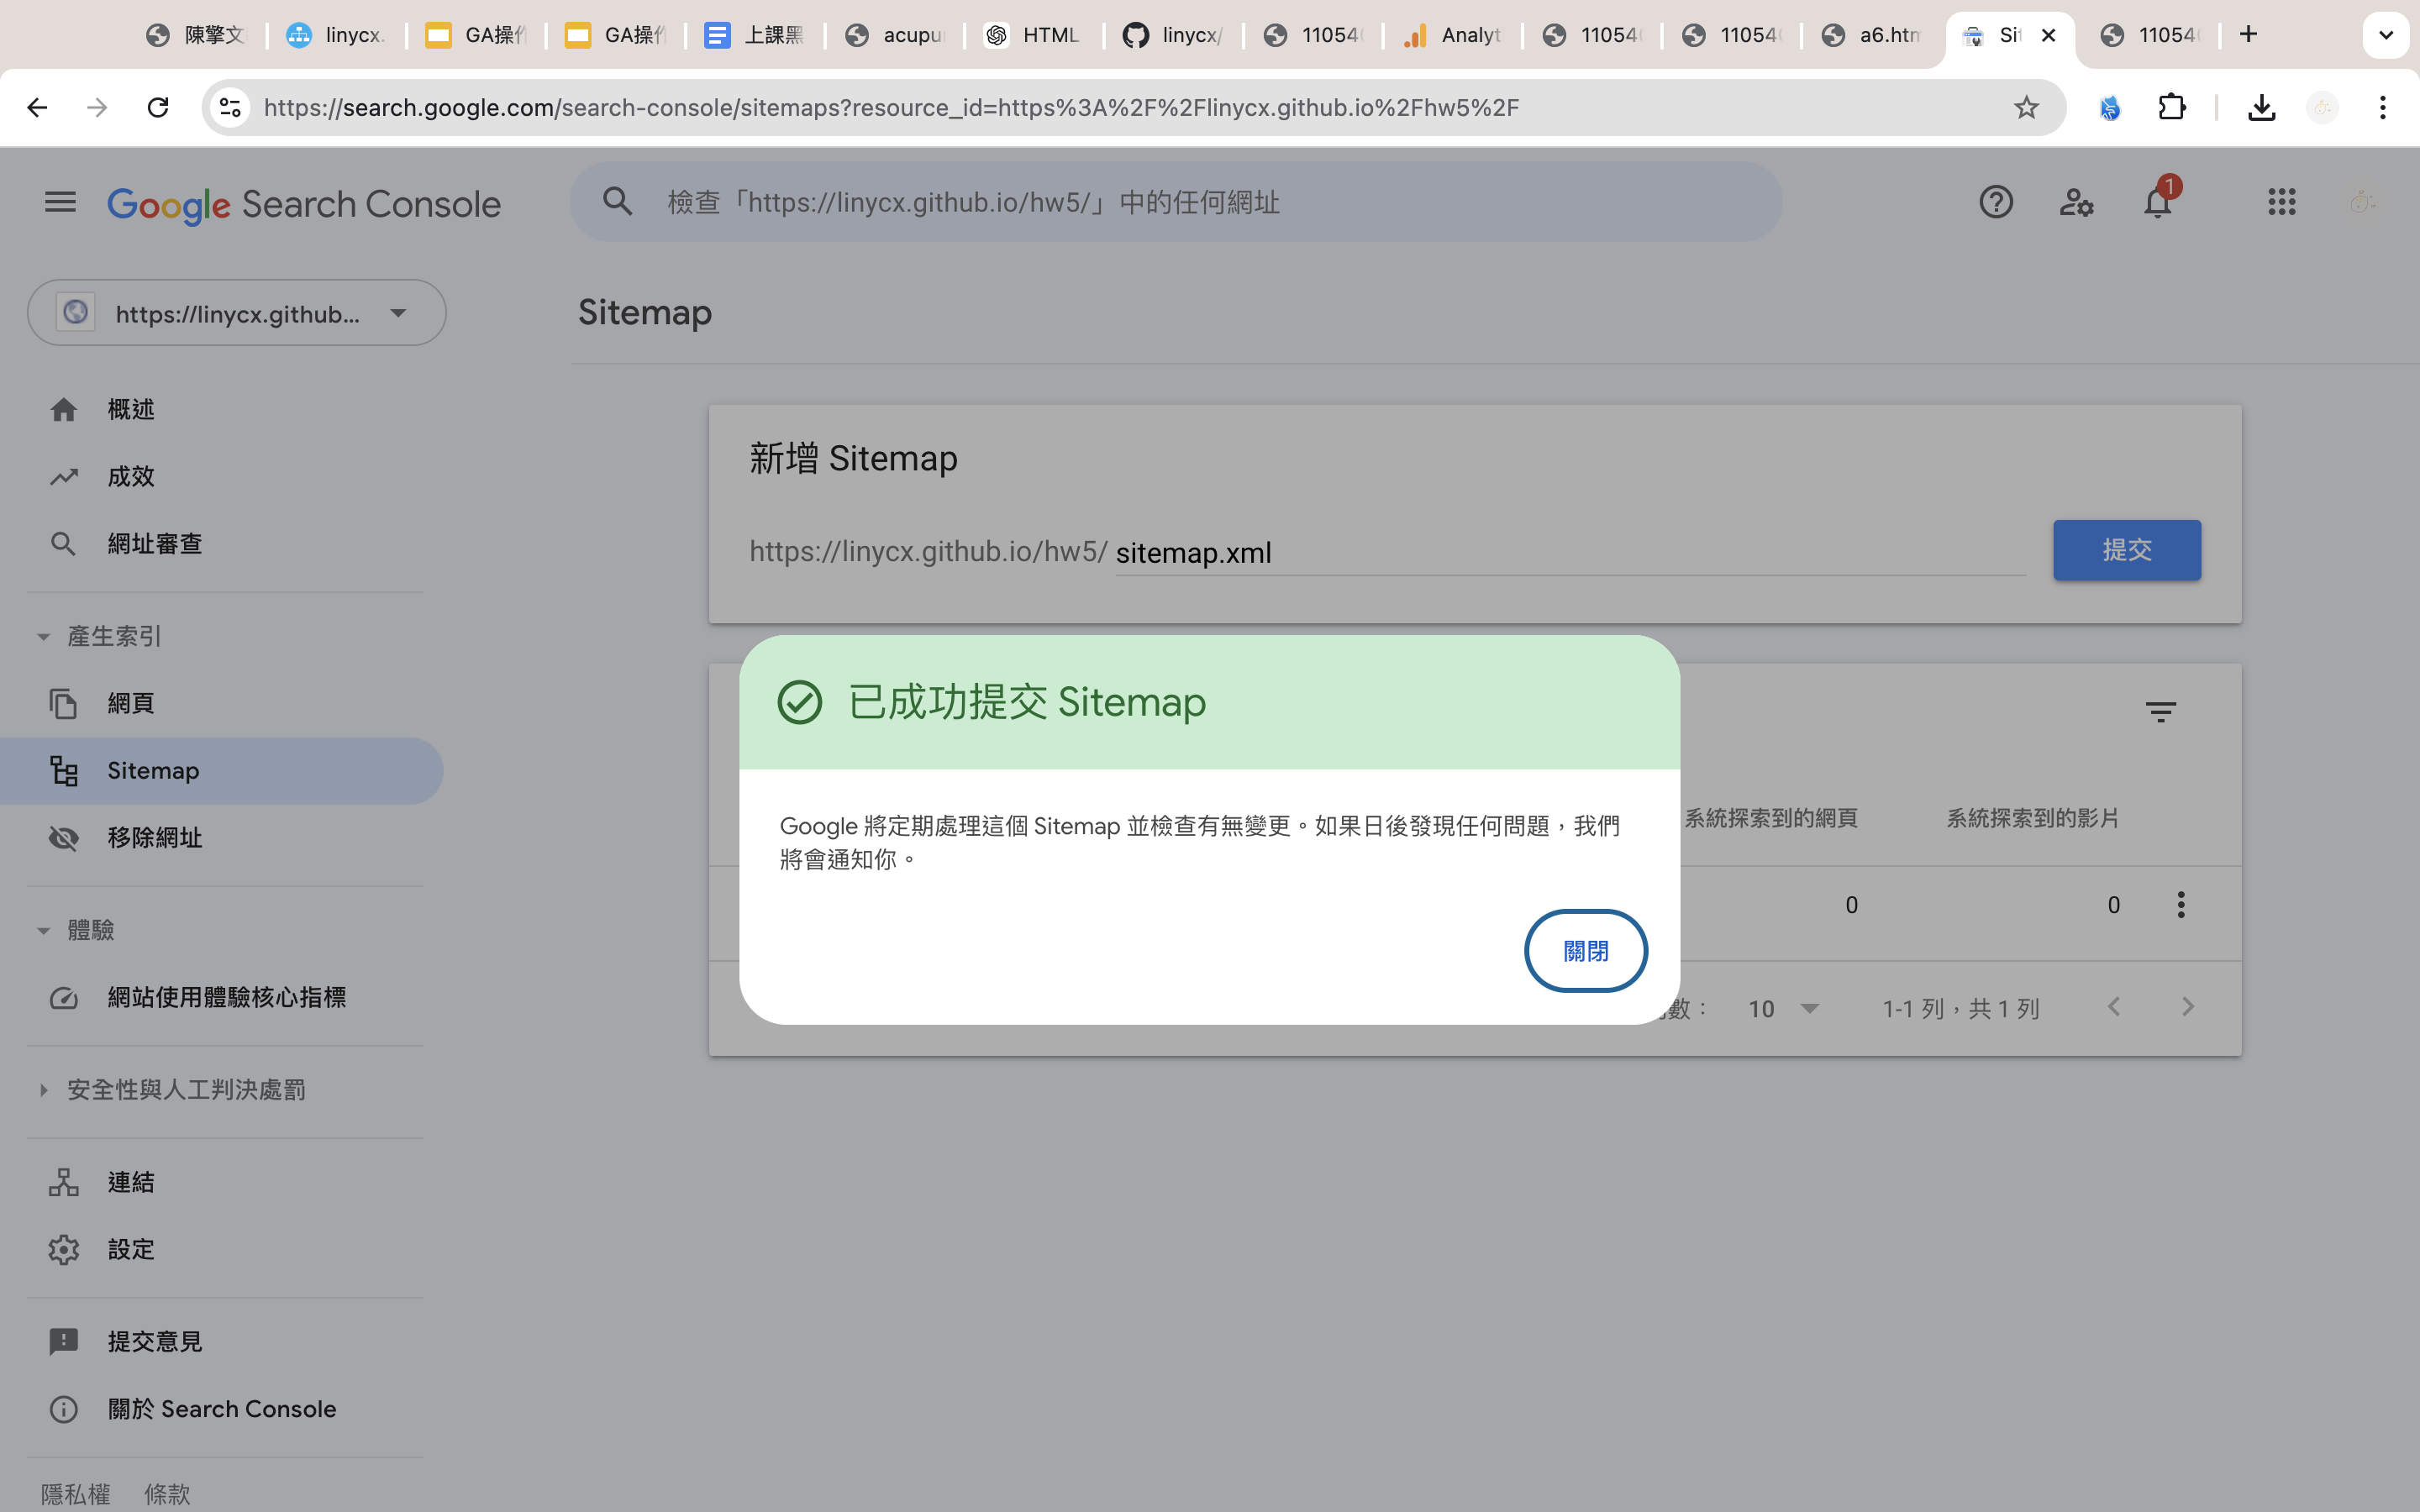 陳擎文
linycx.
GA操作
GA操作
上課黑
acupu
HTML
linycx/
11054
Analyt
11054
11054
a6.htm
Sit
11054
https://search.google.com/search-console/sitemaps?resource_id=https%3A%2F%2Flinycx.github.io%2Fhw5%2F
Google Search Console
檢查「https://linycx.github.io/hw5/」中的任何網址
1
https://linycx.github...
Sitemap
概述
成效
網址審查
產生索引
網頁
Sitemap
移除網址
體驗
網站使用體驗核心指標
安全性與人工判決處罰
連結
設定
提交意見
關於 Search Console
隱私權 條款
新增 Sitemap
https://linycx.github.io/hw5/ sitemap.xml
提交
已成功提交 Sitemap
Google 將定期處理這個 Sitemap 並檢查有無變更。如果日後發現任何問題，我們
將會通知你。
關閉
系統探索到的網頁 系統探索到的影片
0 0
數： 10 1-1 列，共 1 列